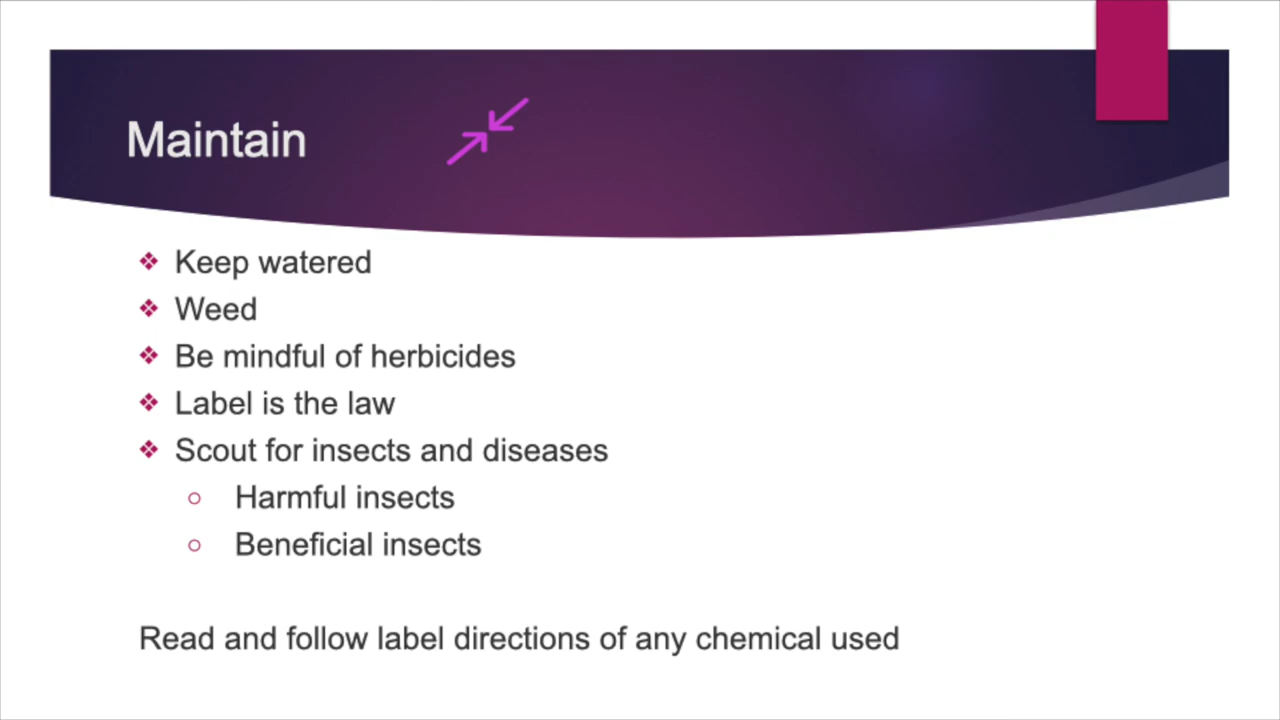 Maintain
Keep watered
Weed
Be mindful of herbicides
Label is the law
Scout for insects and diseases
Harmful insects
Beneficial insects
Read and follow label directions of any chemical used